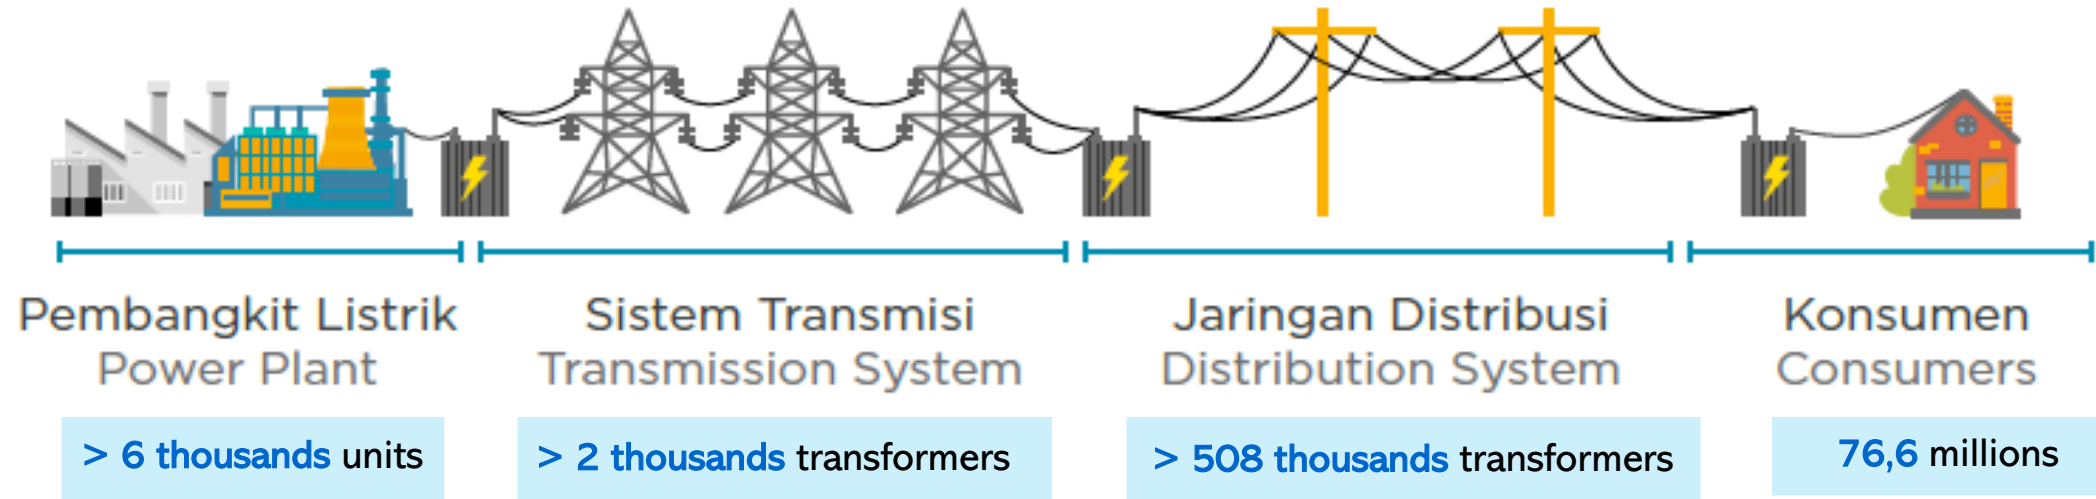 Pembangkit Listrik
Power Plant
> 6 thousands units
Sistem Transmisi
Transmission System
> 2 thousands transformers
Jaringan Distribusi
Distribution System
> 508 thousands transformers
Konsumen
Consumers
76,6 millions